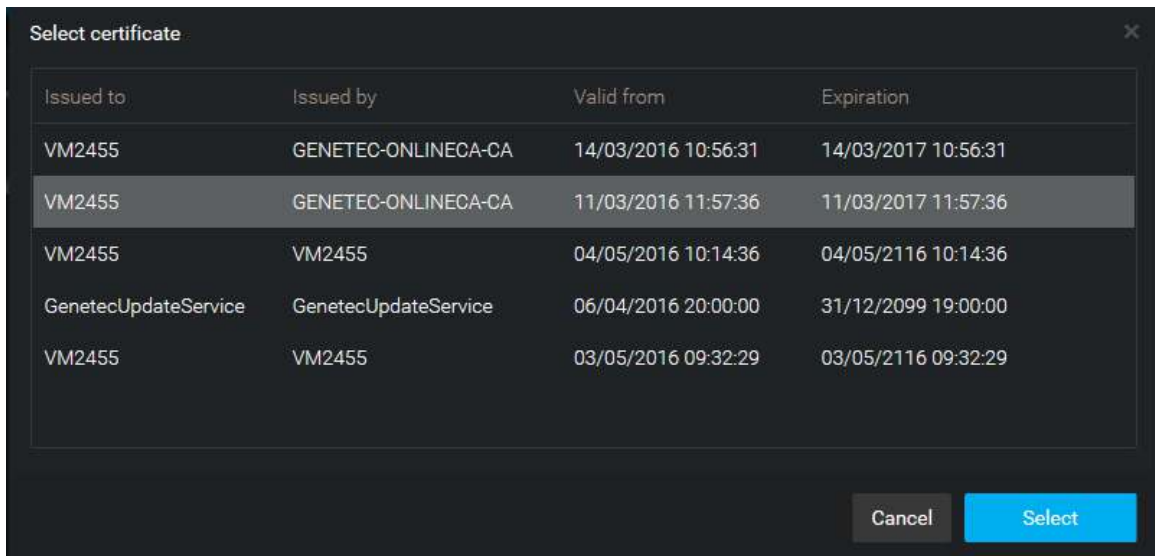 Select certificate
Issued to Issued by Valid from Expiration
VM2455 GENETEC-ONLINECA-CA 14/03/2016 10:56:31 14/03/2017 10:56:31
VM2455 GENETEC-ONLINECA-CA 11/03/2016 11:57:36 11/03/2017 11:57:36
VM2455 VM2455 04/05/2016 10:14:36 04/05/2116 10:14:36
GenetecUpdateService GenetecUpdateService 06/04/2016 20:00:00 31/12/2099 19:00:00
VM2455 VM2455 03/05/2016 09:32:29 03/05/2116 09:32:29
Cancel Select